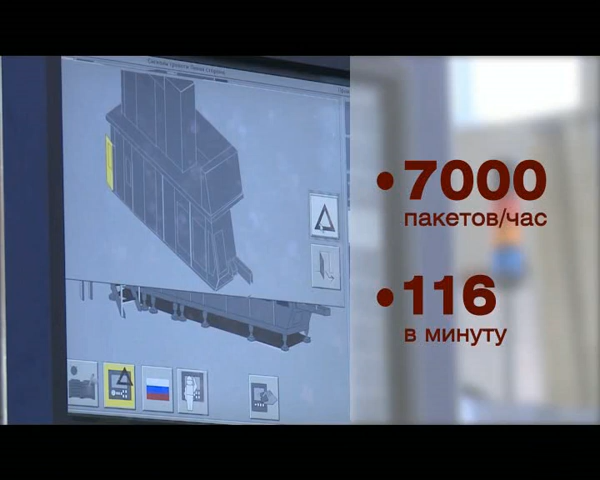 • 7000
пакетов/час
• 116
в минуту